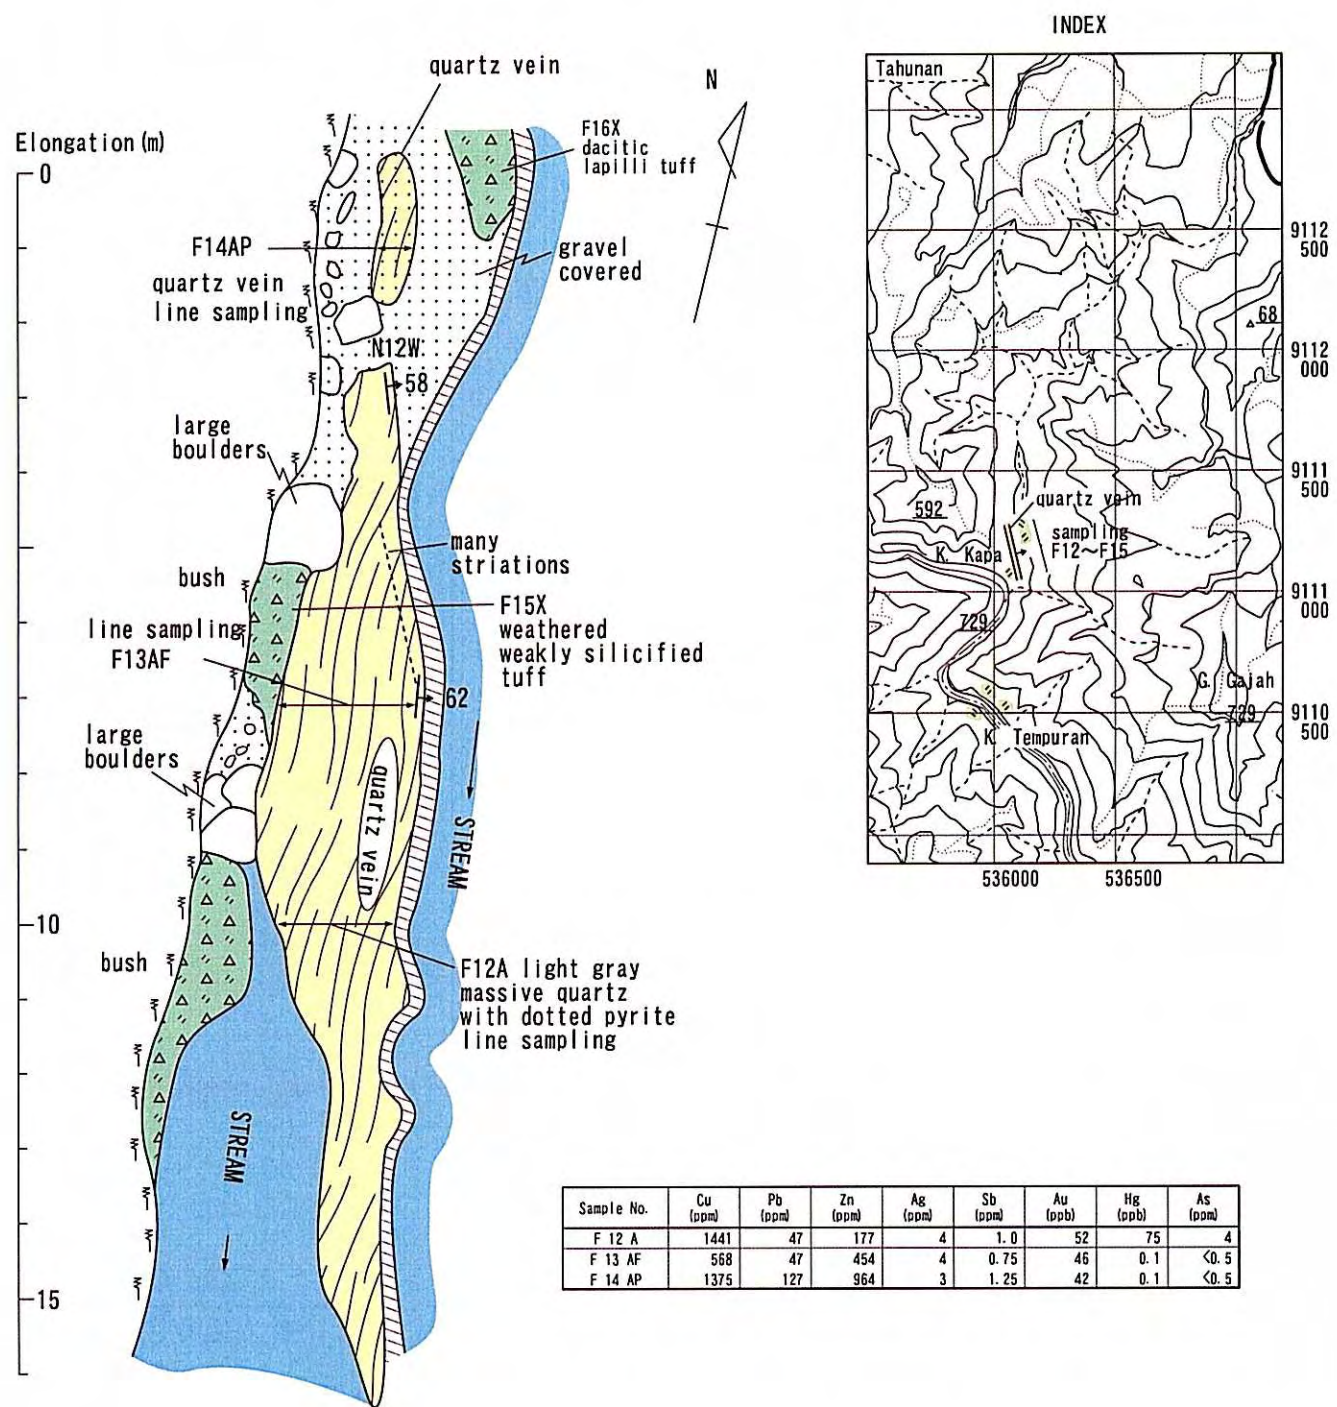 INDEX
quartz vein
N
Elongation (m)
0
F16X
dacitic
lapilli tuff
F14AP
gravel
covered
quartz vein
line sampling
N12W
58
large
boulders
many
striations
bush
F15X
weathered
weakly silicified
tuff
line sampling
F13AF
62
large
boulders
quartz vein
STREAM
10
bush
F12A light gray
massive quartz
with dotted pyrite
line sampling
STREAM
15
Tahunan
9112
500
68
9112
000
9111
500
quartz vein
592
sampling
F12~F15
K. Kapa
9111
000
729
G. Gajah
729
9110
500
K. Tempuran
536000
536500
Sample No. Cu (ppm) Pb (ppm) Zn (ppm) Ag (ppm) Sb (ppm) Au (ppb) Hg (ppb) As (ppm)
F 12 A 1441 47 177 4 1.0 52 75 4
F 13 AF 568 47 454 4 0.75 46 0.1 <0.5
F 14 AP 1375 127 964 3 1.25 42 0.1 <0.5